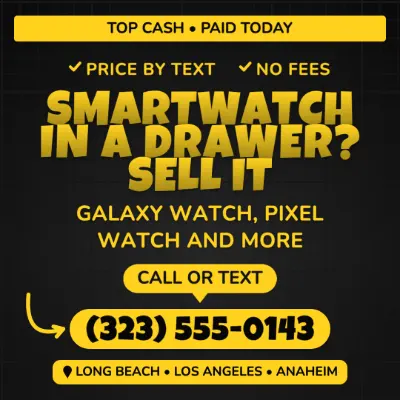 TOP CASH • PAID TODAY
✓ PRICE BY TEXT ✓ NO FEES
SMARTWATCH
IN A DRAWER?
SELL IT
GALAXY WATCH, PIXEL
WATCH AND MORE
CALL OR TEXT
(323) 555-0143
LONG BEACH • LOS ANGELES • ANAHEIM